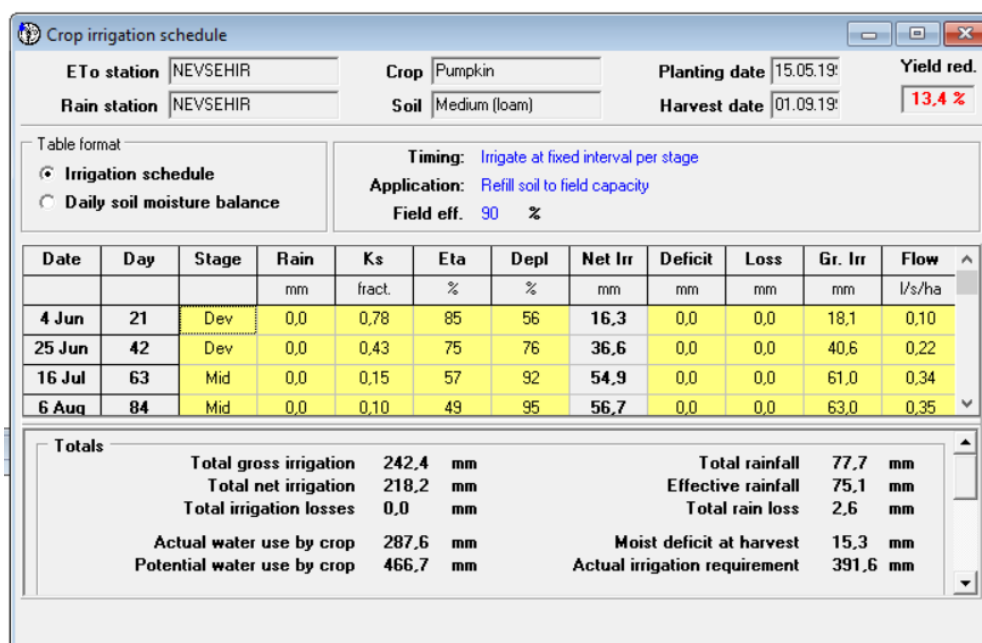 Crop irrigation schedule
ETo station NEVSEHIR Crop Pumpkin Planting date 15.05.19 Yield red.
Rain station NEVSEHIR Soil Medium (loam) Harvest date 01.09.19 13,4 %
Table format
Irrigation schedule
Daily soil moisture balance
Timing: Irrigate at fixed interval per stage
Application: Refill soil to field capacity
Field eff. 90 %
Date Day Stage Rain Ks Eta Depl Net Irr Deficit Loss Gr. Irr Flow
mm fract. % % mm mm mm mm l/s/ha
4 Jun 21 Dev 0,0 0,78 85 56 16,3 0,0 0,0 18,1 0,10
25 Jun 42 Dev 0,0 0,43 75 76 36,6 0,0 0,0 40,6 0,22
16 Jul 63 Mid 0,0 0,15 57 92 54,9 0,0 0,0 61,0 0,34
6 Aug 84 Mid 0,0 0,10 49 95 56,7 0,0 0,0 63,0 0,35
Totals
Total gross irrigation 242,4 mm Total rainfall 77,7 mm
Total net irrigation 218,2 mm Effective rainfall 75,1 mm
Total irrigation losses 0,0 mm Total rain loss 2,6 mm
Actual water use by crop 287,6 mm Moist deficit at harvest 15,3 mm
Potential water use by crop 466,7 mm Actual irrigation requirement 391,6 mm